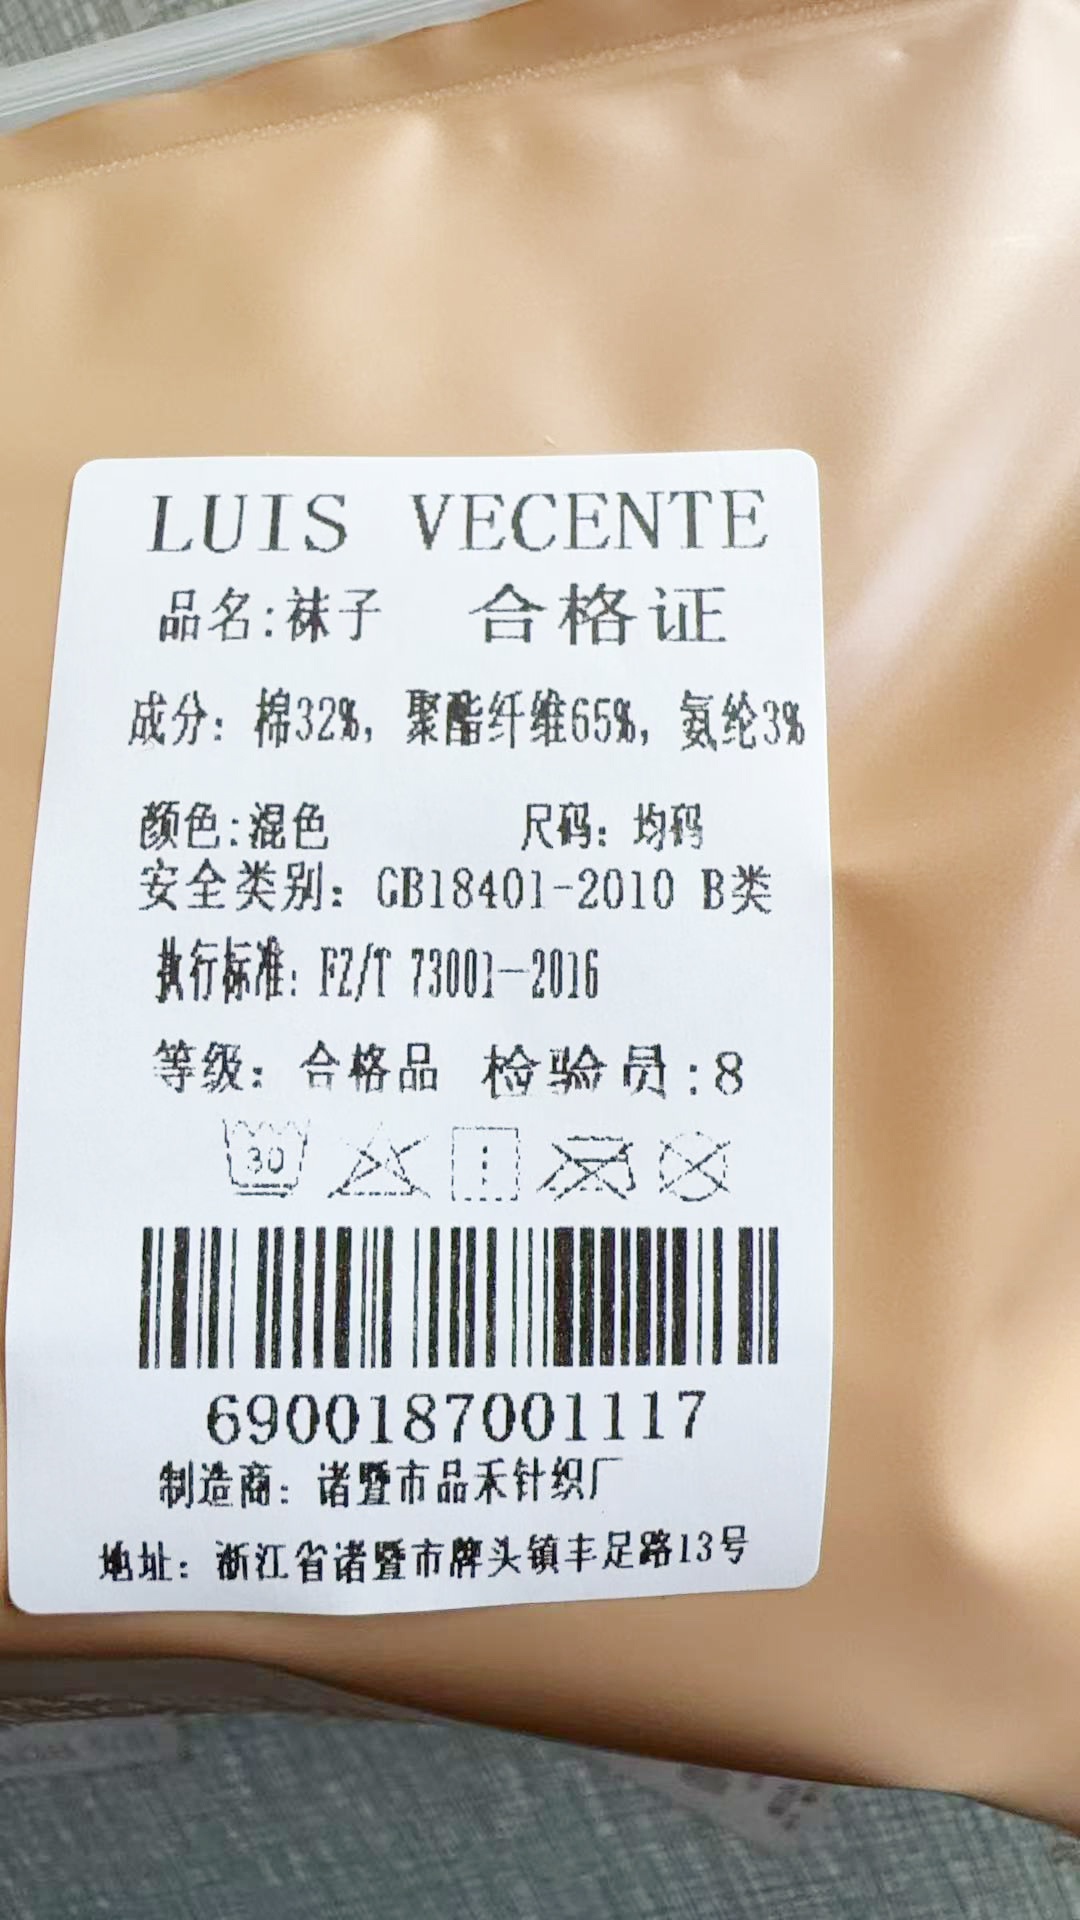 LUIS VECENTE
品名:袜子 合格证
成分: 棉32%, 聚酯纤维65%, 氨纶3%
颜色:混色 尺码: 均码
安全类别: GB18401-2010 B类
执行标准: FZ/T 73001—2016
等级: 合格品 检验员:8
30
6900187001117
制造商: 诸暨市品禾针织厂
地址: 浙江省诸暨市牌头镇丰足路13号